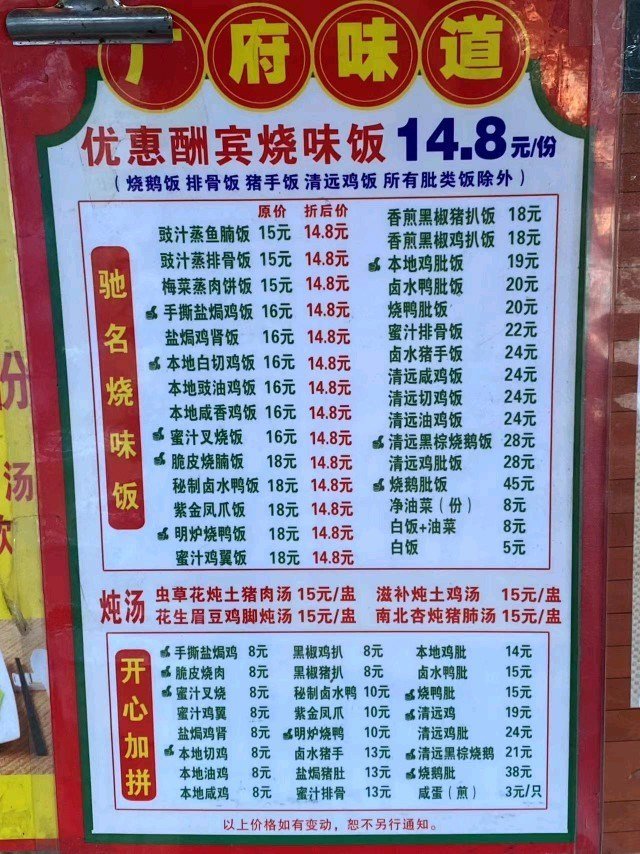 广府味道
优惠酬宾烧味饭 14.8元/份
（烧鹅饭 排骨饭 猪手饭 清远鸡饭 所有肶类饭除外）
驰名烧味饭
原价 折后价
豉汁蒸鱼腩饭 15元 14.8元
豉汁蒸排骨饭 15元 14.8元
梅菜蒸肉饼饭 15元 14.8元
手撕盐焗鸡饭 16元 14.8元
盐焗鸡肾饭 16元 14.8元
本地白切鸡饭 16元 14.8元
本地豉油鸡饭 16元 14.8元
本地咸香鸡饭 16元 14.8元
蜜汁叉烧饭 16元 14.8元
脆皮烧腩饭 18元 14.8元
秘制卤水鸭饭 18元 14.8元
紫金凤爪饭 18元 14.8元
明炉烧鸭饭 18元 14.8元
蜜汁鸡翼饭 18元 14.8元
香煎黑椒猪扒饭 18元
香煎黑椒鸡扒饭 18元
本地鸡肶饭 19元
卤水鸭肶饭 20元
烧鸭肶饭 20元
蜜汁排骨饭 22元
卤水猪手饭 24元
清远咸鸡饭 24元
清远切鸡饭 24元
清远油鸡饭 24元
清远黑棕烧鹅饭 28元
清远鸡肶饭 28元
烧鹅肶饭 45元
净油菜（份） 8元
白饭+油菜 8元
白饭 5元
炖汤
虫草花炖土猪肉汤 15元/盅 滋补炖土鸡汤 15元/盅
花生眉豆鸡脚炖汤 15元/盅 南北杏炖猪肺汤 15元/盅
开心加拼
手撕盐焗鸡 8元 黑椒鸡扒 8元 本地鸡肶 14元
脆皮烧肉 8元 黑椒猪扒 8元 卤水鸭肶 15元
蜜汁叉烧 8元 秘制卤水鸭 10元 烧鸭肶 15元
蜜汁鸡翼 8元 紫金凤爪 10元 清远鸡 19元
盐焗鸡肾 8元 明炉烧鸭 10元 清远鸡肶 24元
本地切鸡 8元 卤水猪手 13元 清远黑棕烧鹅 21元
本地油鸡 8元 盐焗猪肚 13元 烧鹅肶 38元
本地咸鸡 8元 蜜汁排骨 13元 咸蛋（煎） 3元/只
以上价格如有变动，恕不另行通知。
份
汤